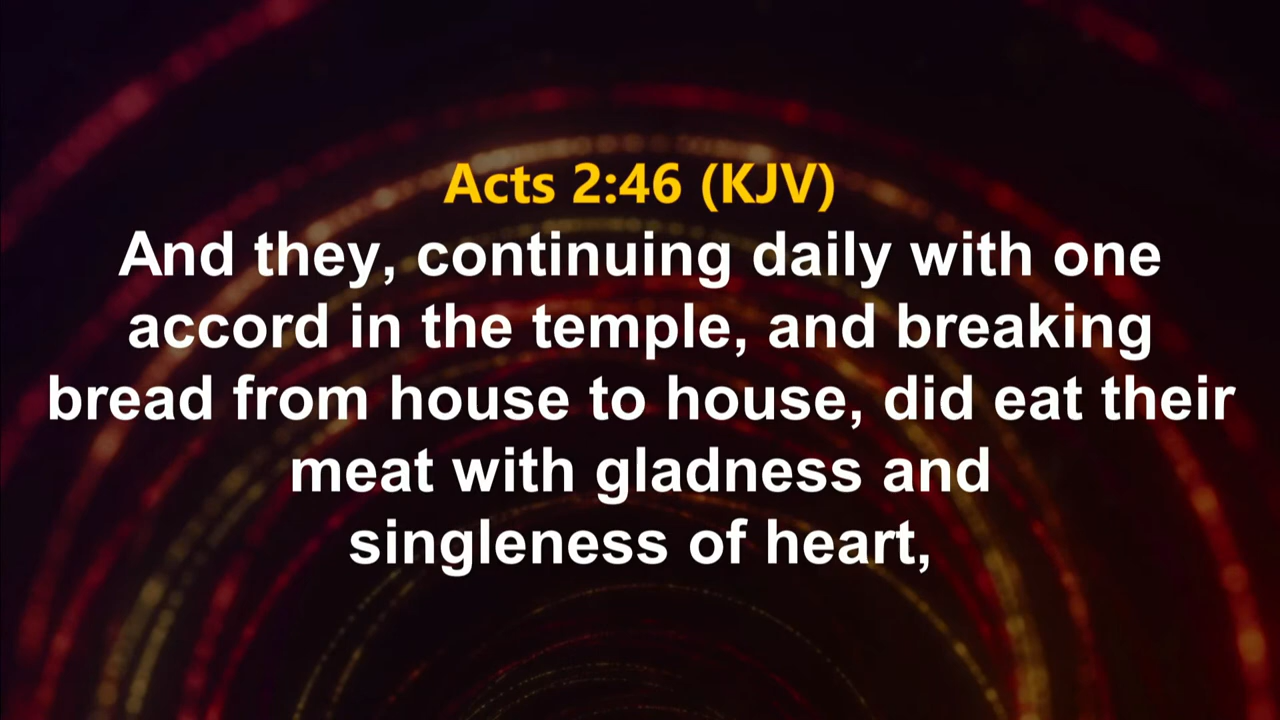 Acts 2:46 (KJV)
And they, continuing daily with one
accord in the temple, and breaking
bread from house to house, did eat their
meat with gladness and
singleness of heart,